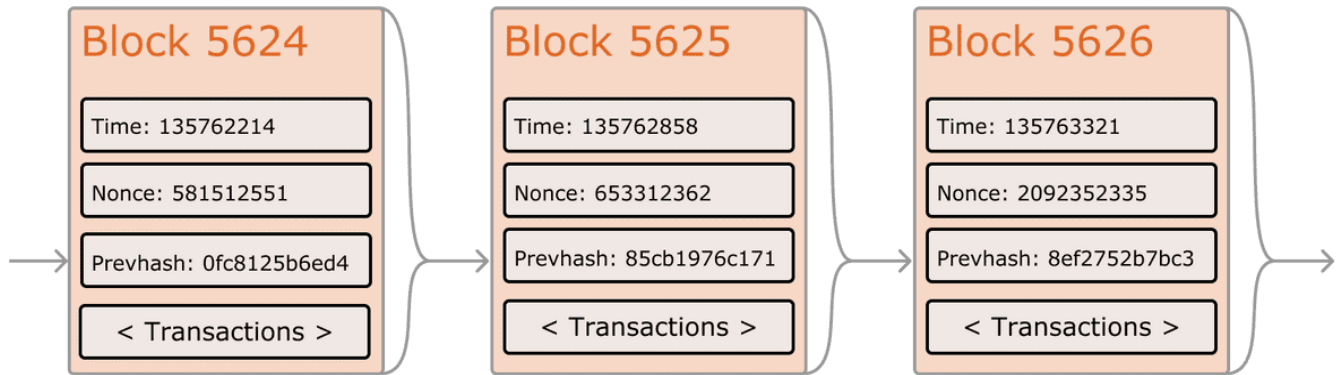 Block 5624
Time: 135762214
Nonce: 581512551
Prevhash: 0fc8125b6ed4
< Transactions >
Block 5625
Time: 135762858
Nonce: 653312362
Prevhash: 85cb1976c171
< Transactions >
Block 5626
Time: 135763321
Nonce: 2092352335
Prevhash: 8ef2752b7bc3
< Transactions >